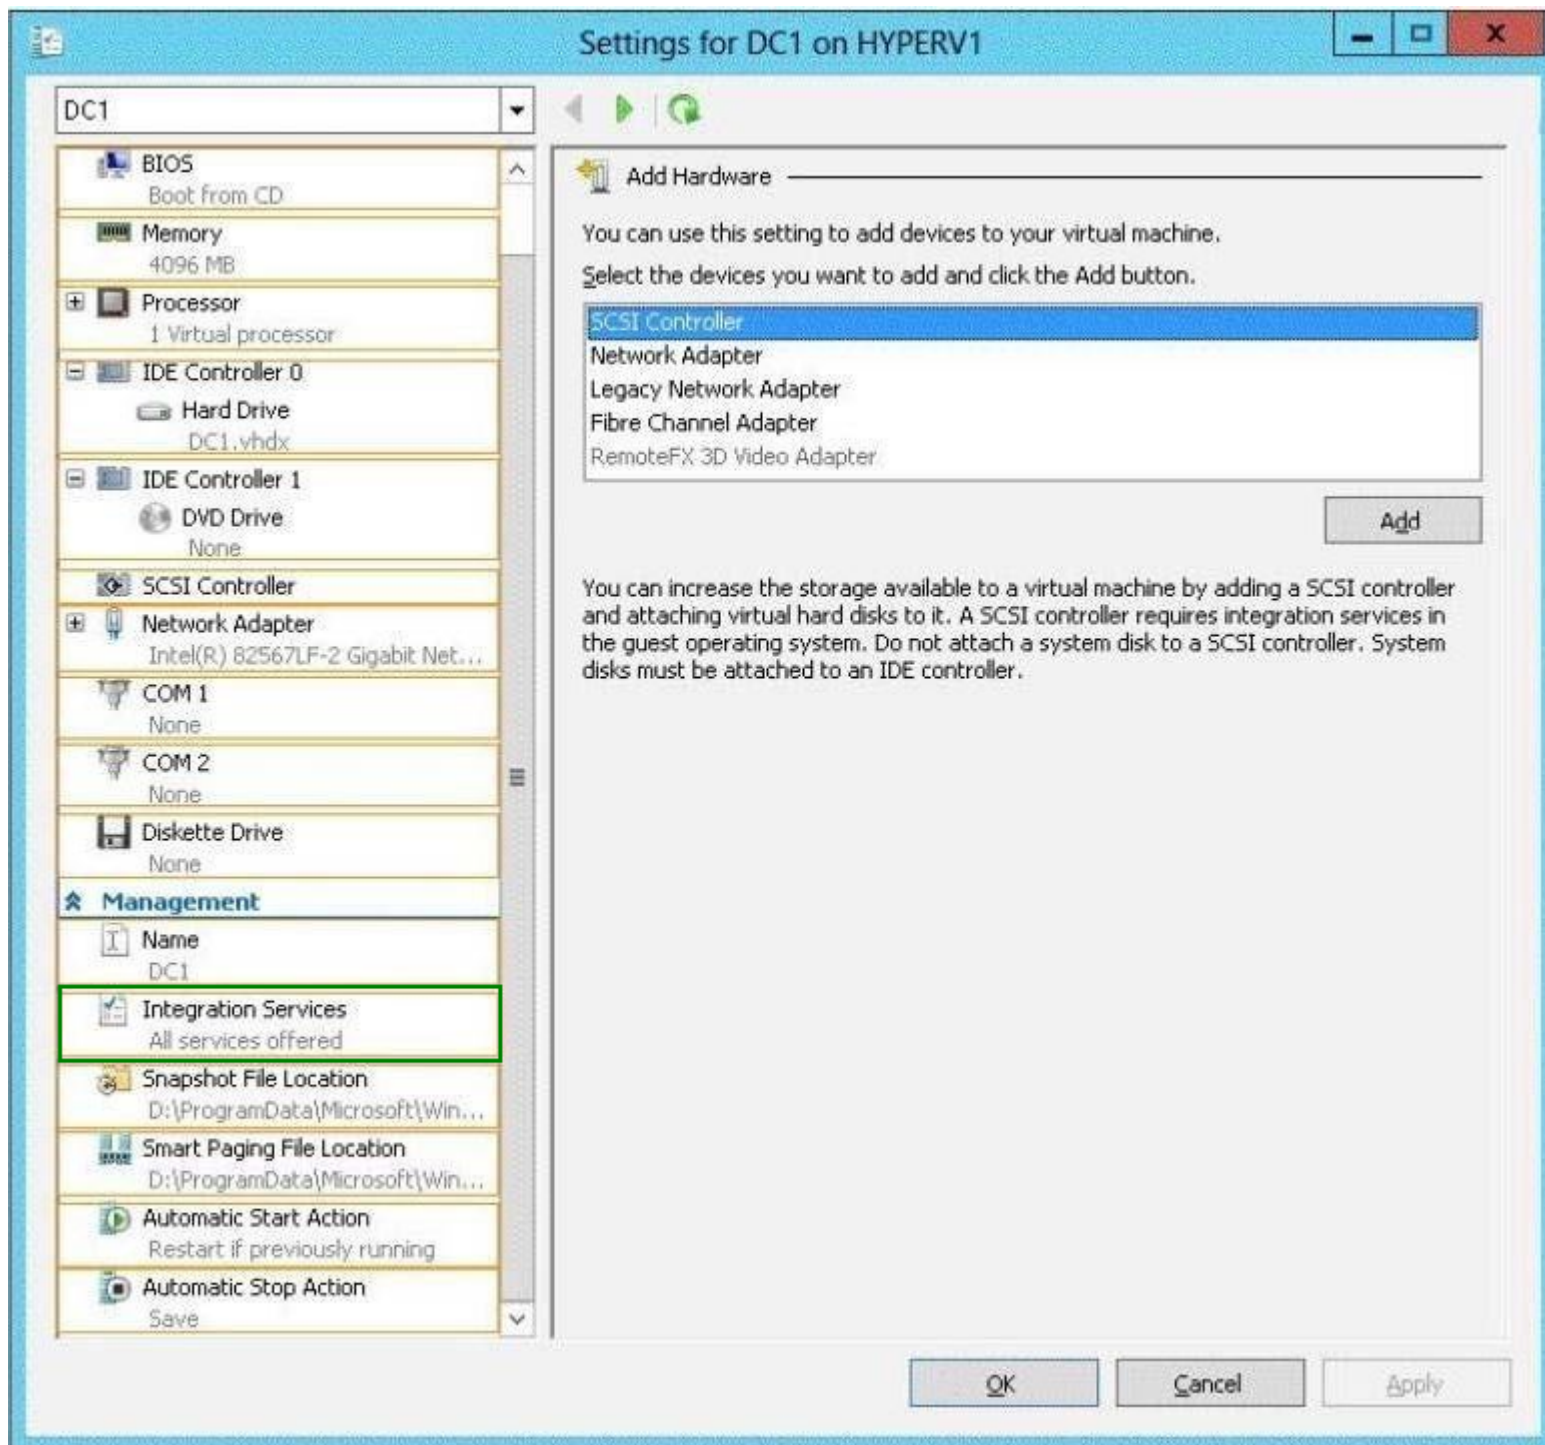 Settings for DC1 on HYPERV1
DC1
BIOS
Boot from CD
Memory
4096 MB
Processor
1 Virtual processor
IDE Controller 0
Hard Drive
DC1.vhdx
IDE Controller 1
DVD Drive
None
SCSI Controller
Network Adapter
Intel(R) 82567LF-2 Gigabit Net...
COM 1
None
COM 2
None
Diskette Drive
None
Management
Name
DC1
Integration Services
All services offered
Snapshot File Location
D:\ProgramData\Microsoft\Win...
Smart Paging File Location
D:\ProgramData\Microsoft\Win...
Automatic Start Action
Restart if previously running
Automatic Stop Action
Save
Add Hardware
You can use this setting to add devices to your virtual machine.
Select the devices you want to add and click the Add button.
SCSI Controller
Network Adapter
Legacy Network Adapter
Fibre Channel Adapter
RemoteFX 3D Video Adapter
Add
You can increase the storage available to a virtual machine by adding a SCSI controller
and attaching virtual hard disks to it. A SCSI controller requires integration services in
the guest operating system. Do not attach a system disk to a SCSI controller. System
disks must be attached to an IDE controller.
OK
Cancel
Apply